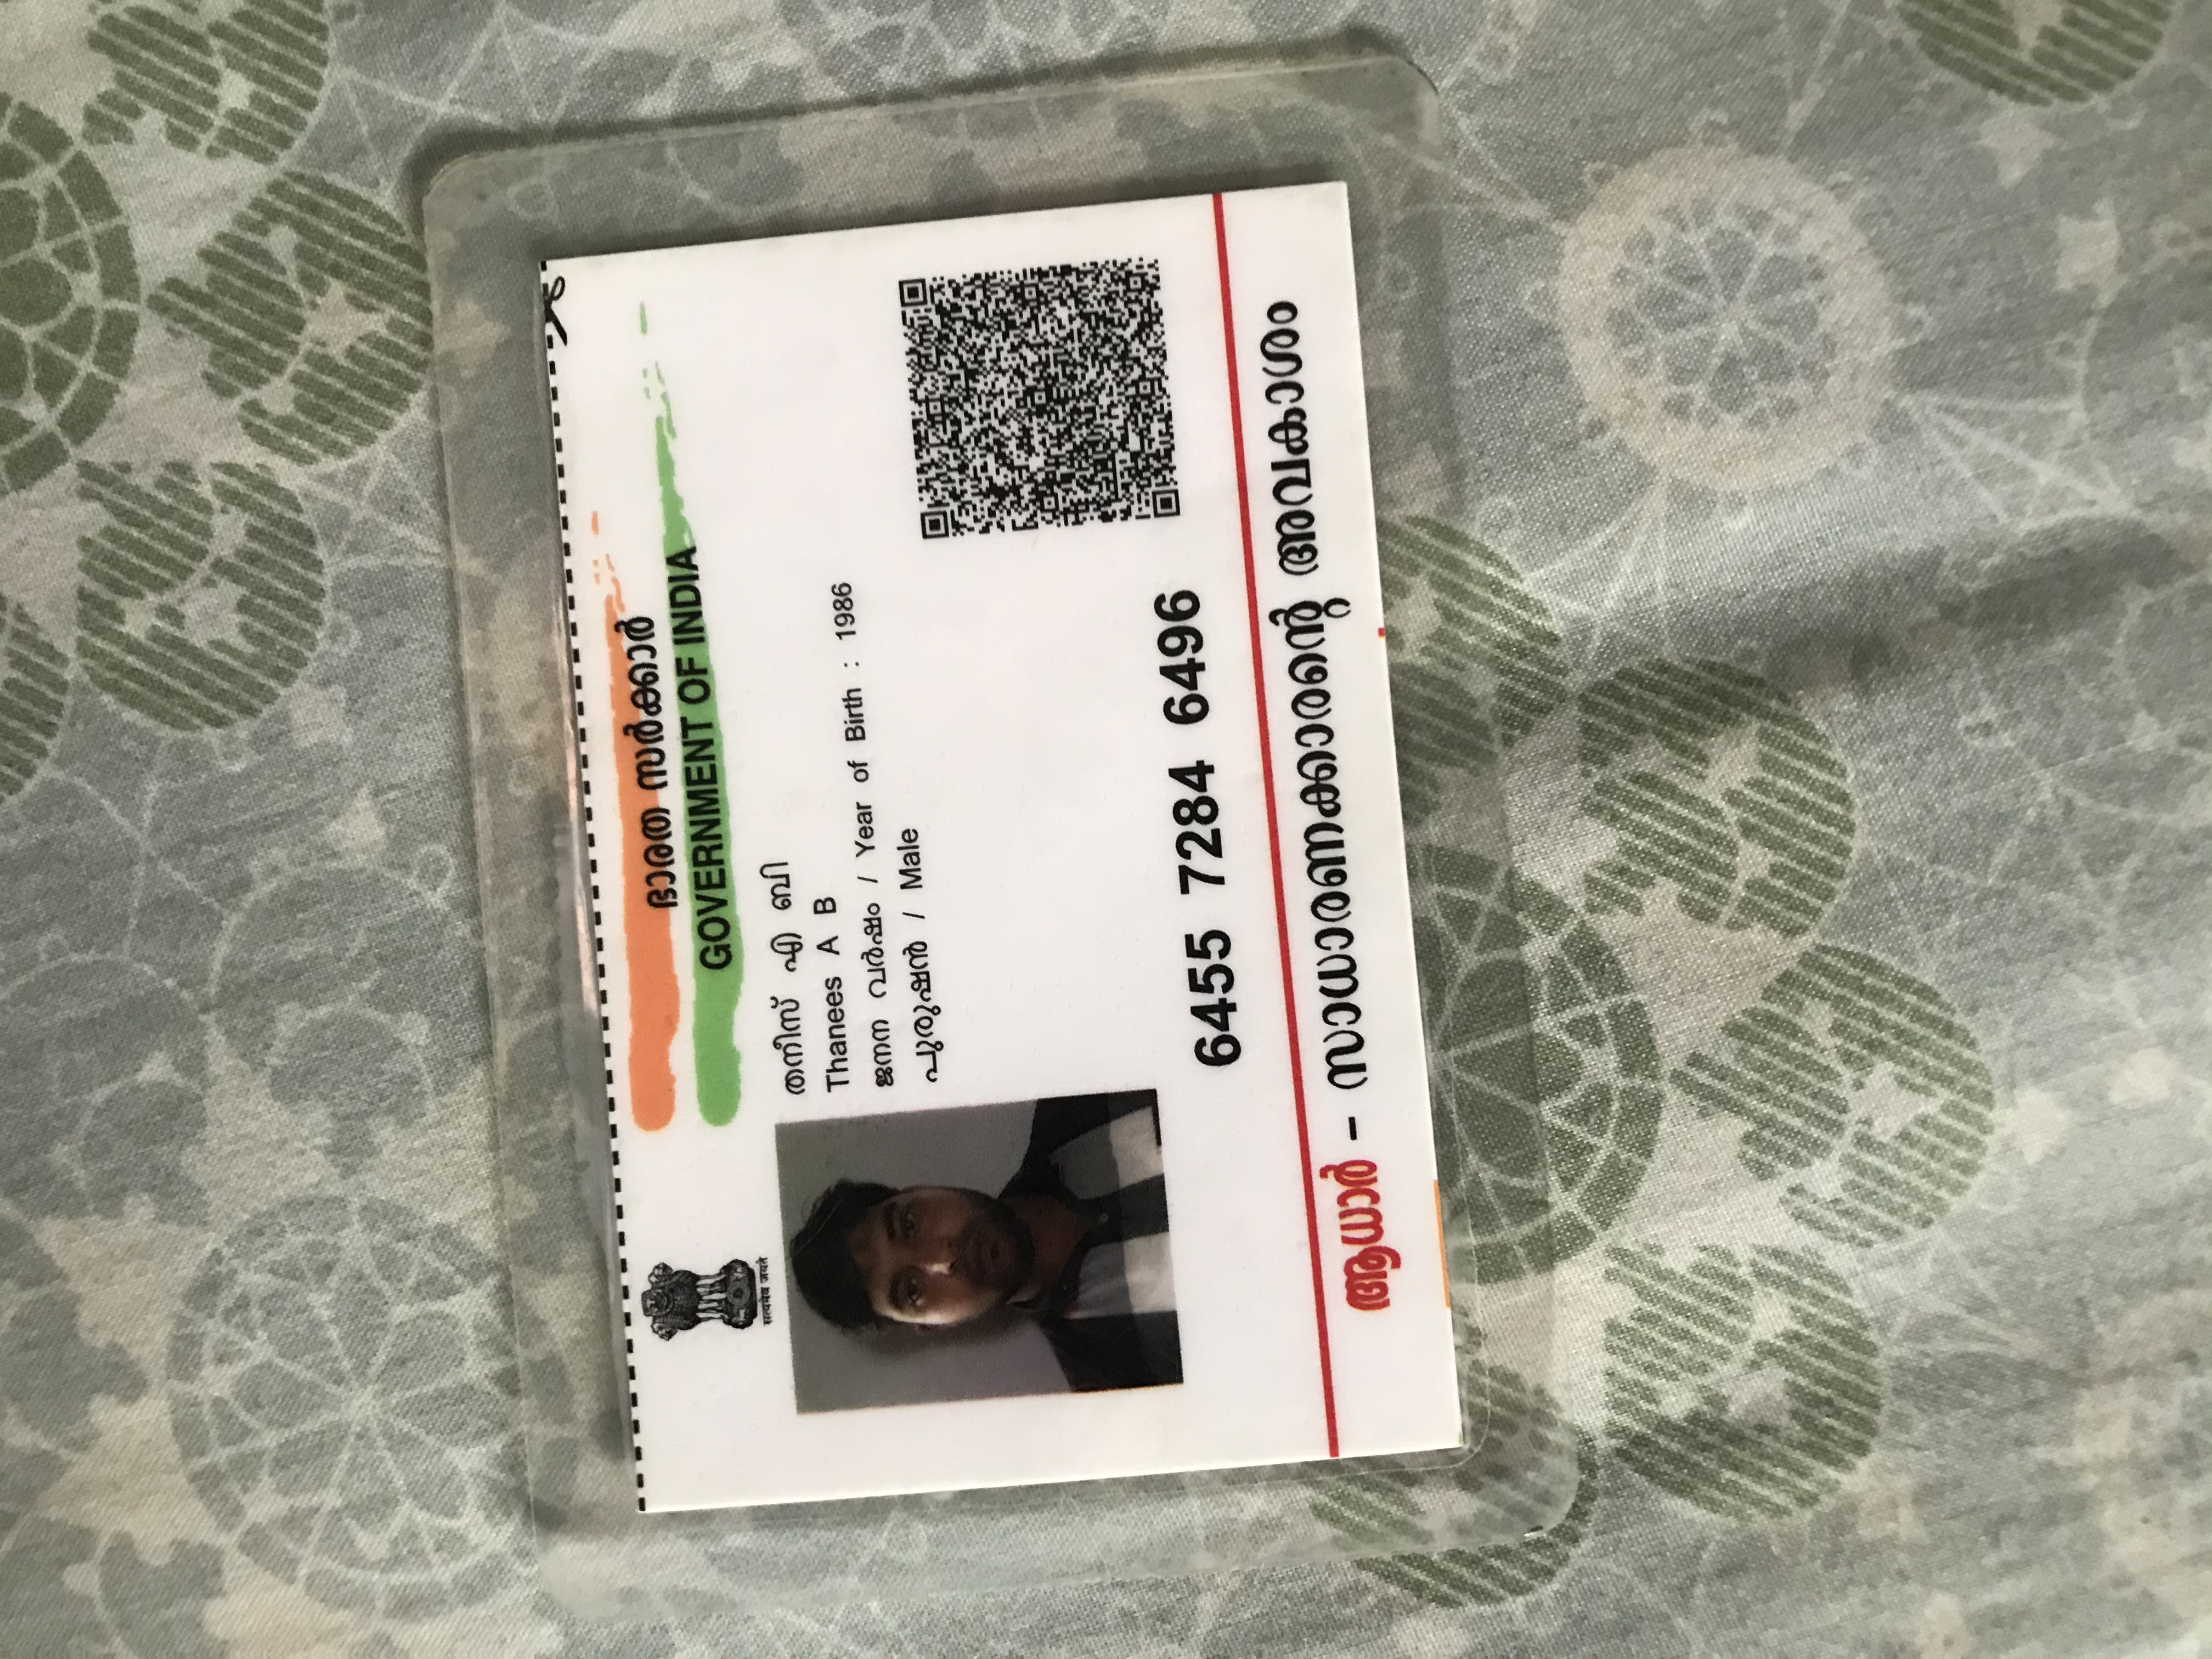 ഭാരത സർക്കാർ
GOVERNMENT OF INDIA
सत्यमेव जयते
തനീസ് എ ബി
Thanees A B
ജനന വർഷം / Year of Birth : 1986
പുരുഷൻ / Male
6455 7284 6496
ആധാർ – സാധാരണക്കാരന്റെ അവകാശം